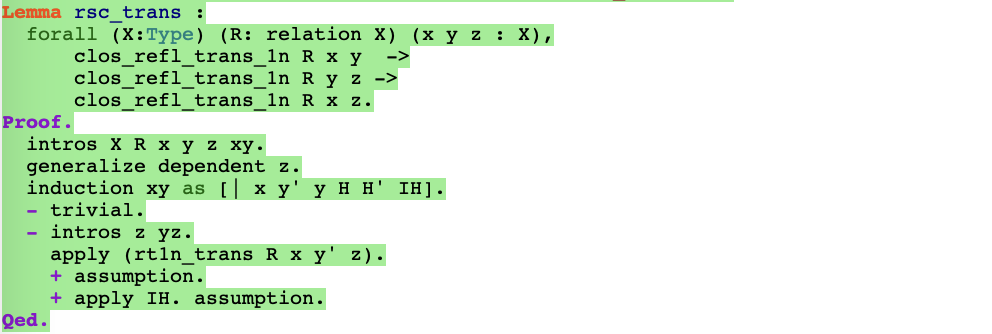 Lemma rsc_trans :
forall (X:Type) (R: relation X) (x y z : X),
clos_refl_trans_1n R x y  ->
clos_refl_trans_1n R y z ->
clos_refl_trans_1n R x z.
Proof.
intros X R x y z xy.
generalize dependent z.
induction xy as [| x y' y H H' IH].
- trivial.
- intros z yz.
apply (rt1n_trans R x y' z).
+ assumption.
+ apply IH. assumption.
Qed.